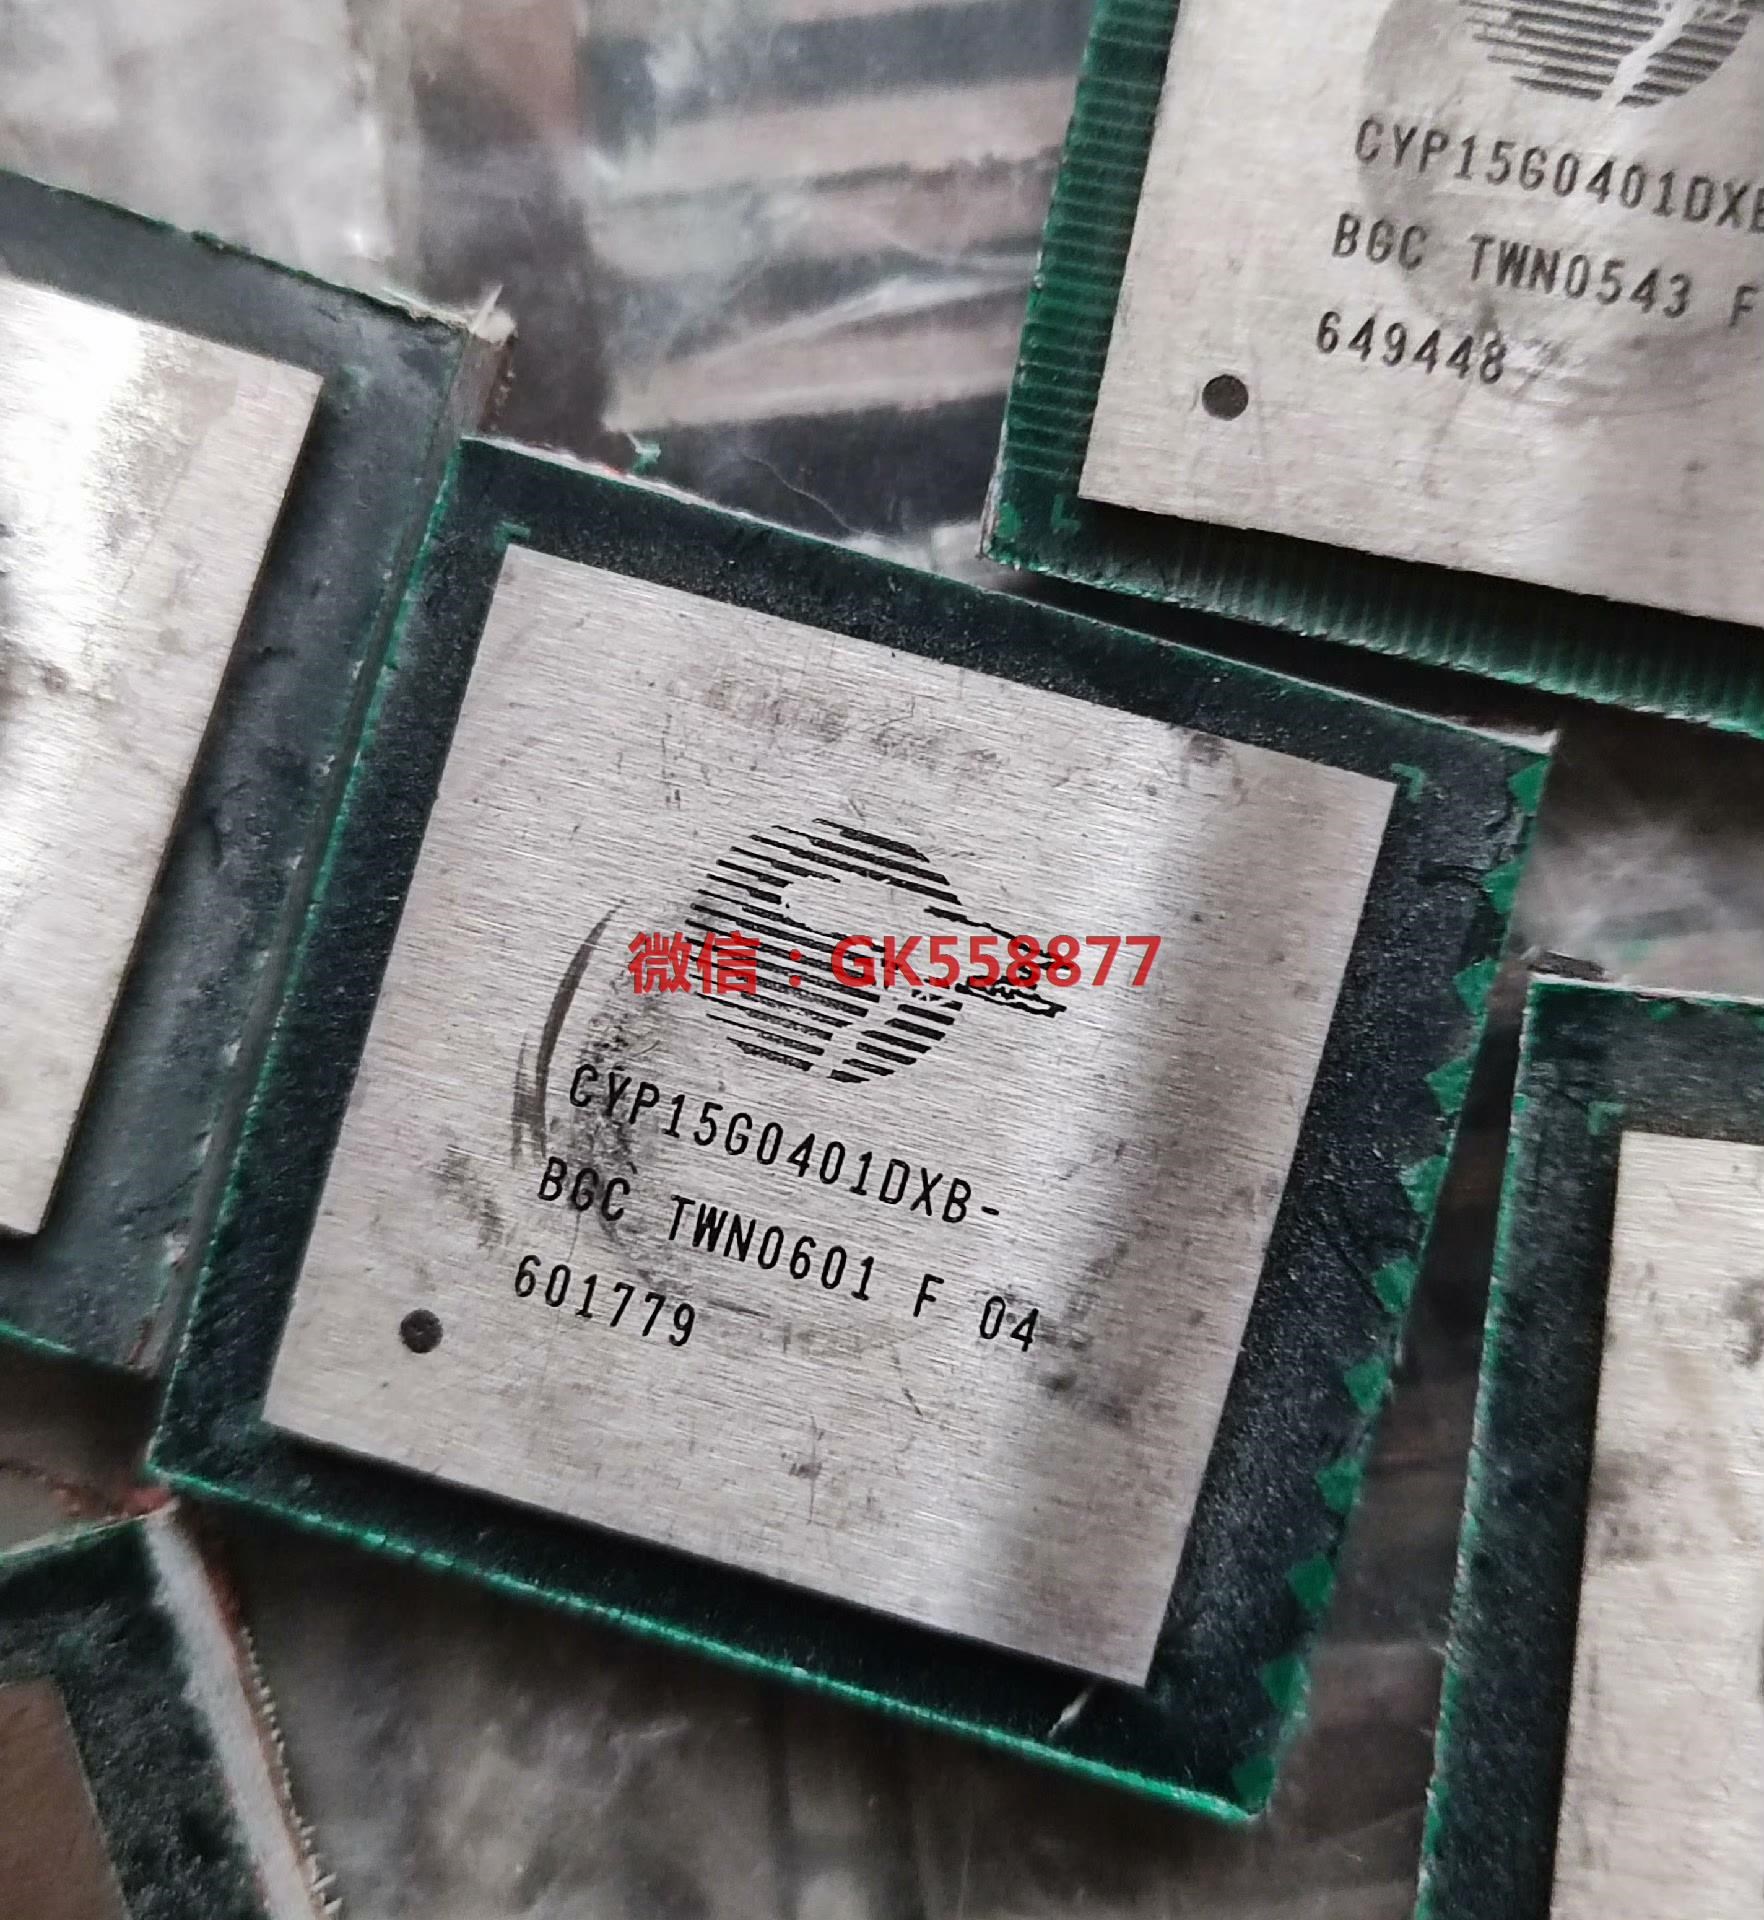 CYP15G0401DXB
BGC TWN0543 F
649448
微信：GK558877
CYP15G0401DXB-
BGC TWN0601 F 04
601779